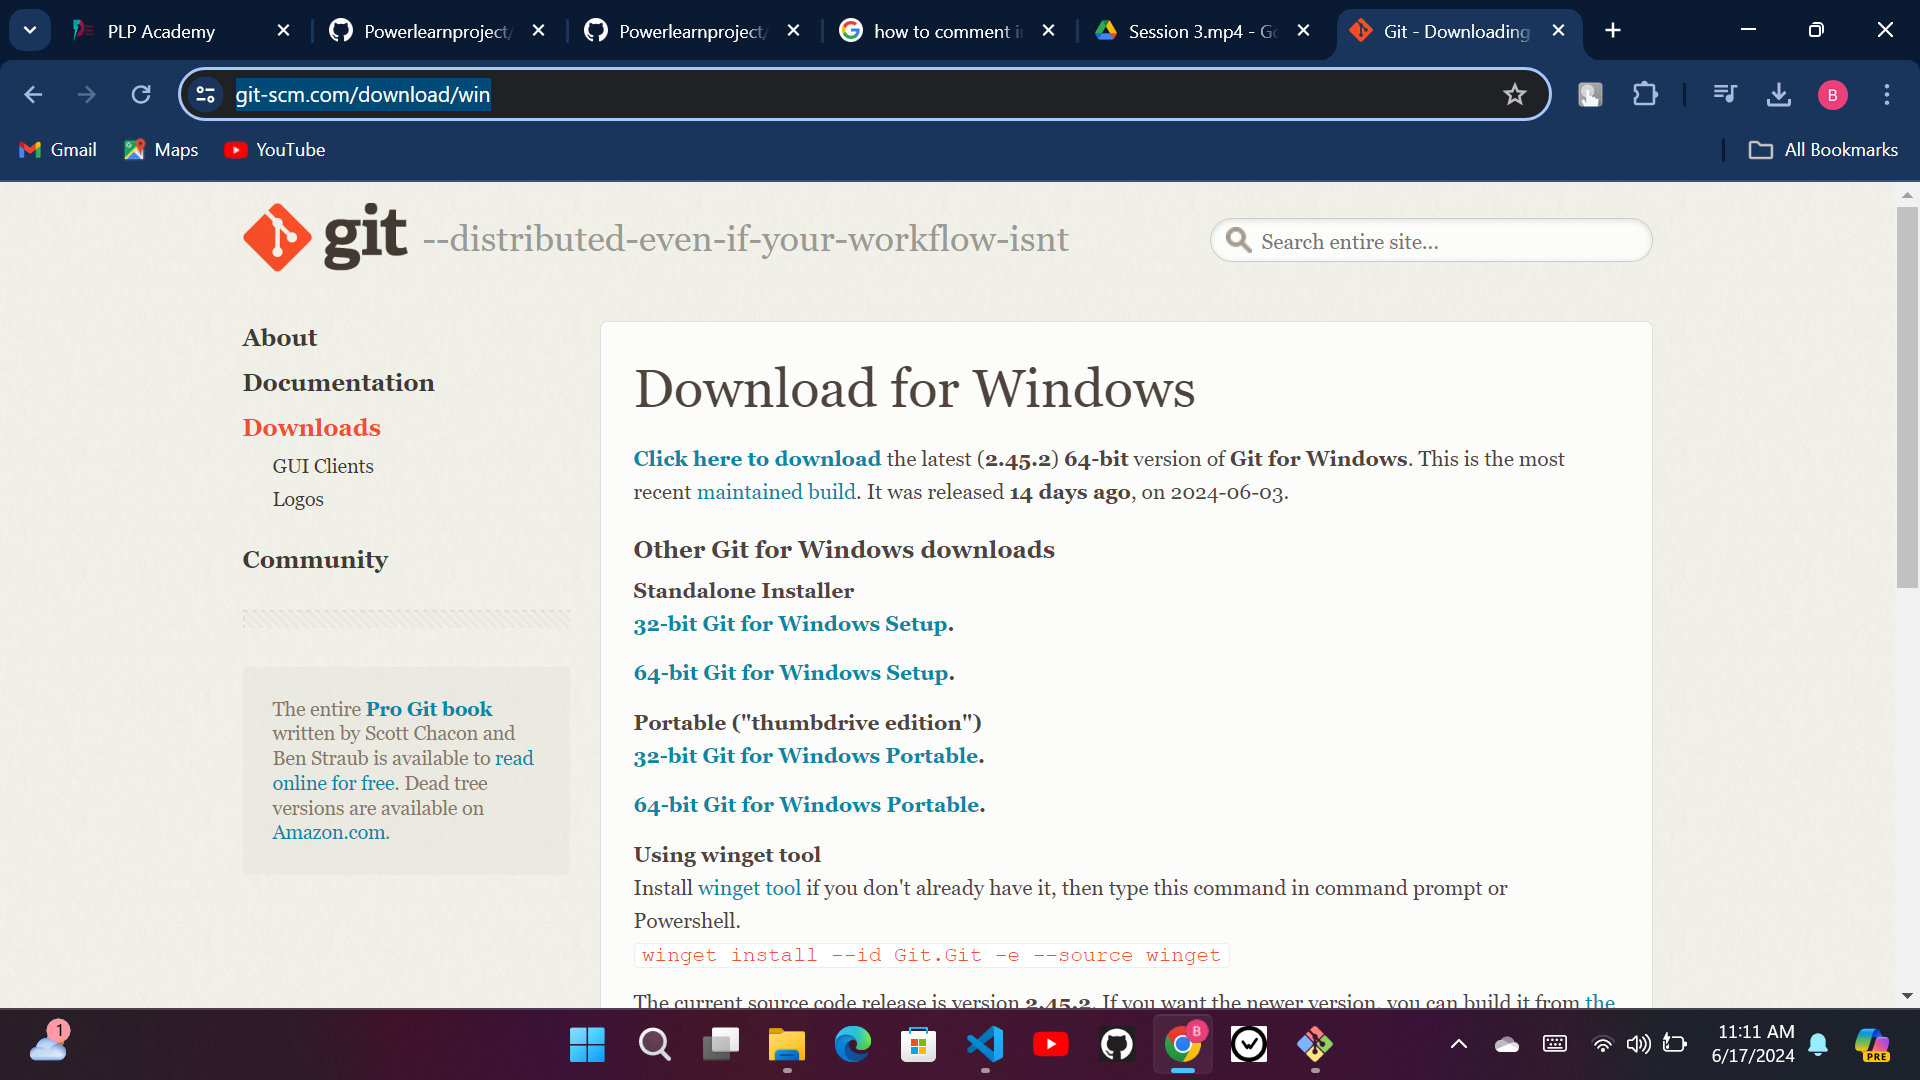 PLP Academy
Powerlearnproject/
Powerlearnproject/
how to comment i
Session 3.mp4 - Go
Git - Downloading
git-scm.com/download/win
B
Gmail
Maps
YouTube
All Bookmarks
git --distributed-even-if-your-workflow-isnt
Search entire site...
About
Documentation
Downloads
GUI Clients
Logos
Community
The entire Pro Git book
written by Scott Chacon and
Ben Straub is available to read
online for free. Dead tree
versions are available on
Amazon.com.
Download for Windows
Click here to download the latest (2.45.2) 64-bit version of Git for Windows. This is the most
recent maintained build. It was released 14 days ago, on 2024-06-03.
Other Git for Windows downloads
Standalone Installer
32-bit Git for Windows Setup.
64-bit Git for Windows Setup.
Portable ("thumbdrive edition")
32-bit Git for Windows Portable.
64-bit Git for Windows Portable.
Using winget tool
Install winget tool if you don't already have it, then type this command in command prompt or
Powershell.
winget install --id Git.Git -e --source winget
The current source code release is version 2.45.2. If you want the newer version, you can build it from the
1
B
11:11 AM
6/17/2024
PRE